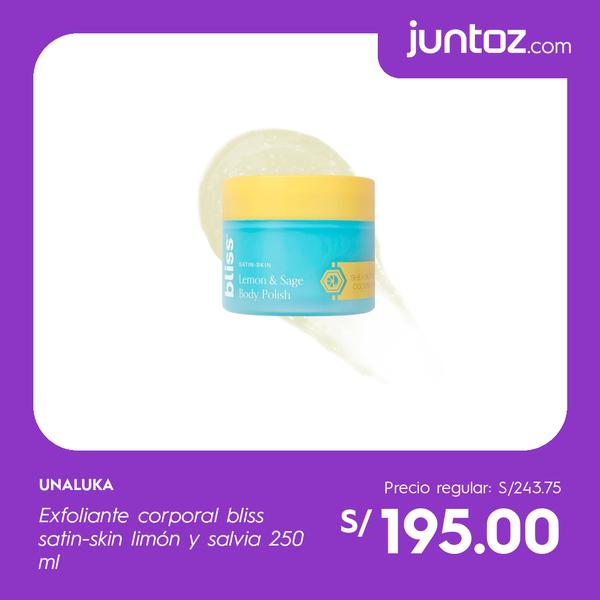 juntoz.com
bliss
SATIN-SKIN
Lemon & Sage
Body Polish
UNALUKA
Exfoliante corporal bliss
satin-skin limón y salvia 250
ml
Precio regular: S/243.75
S/195.00